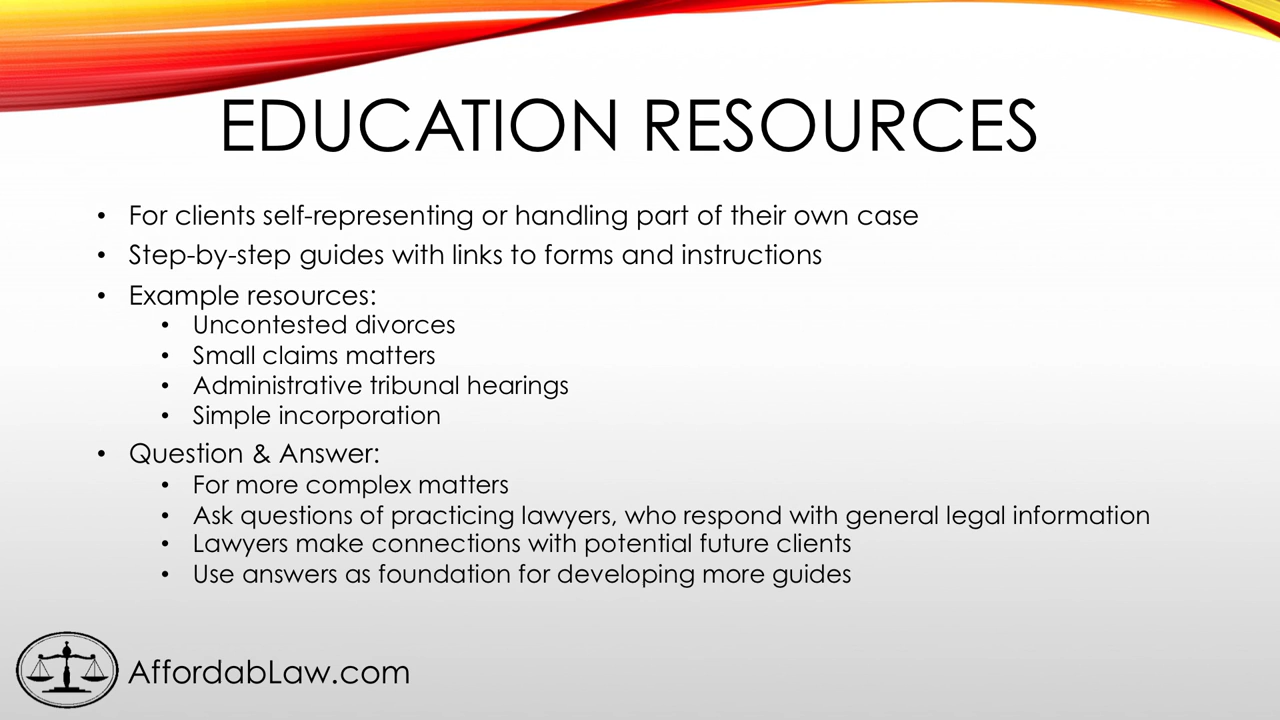 EDUCATION RESOURCES
• For clients self-representing or handling part of their own case
• Step-by-step guides with links to forms and instructions
• Example resources:
• Uncontested divorces
• Small claims matters
• Administrative tribunal hearings
• Simple incorporation
• Question & Answer:
• For more complex matters
• Ask questions of practicing lawyers, who respond with general legal information
• Lawyers make connections with potential future clients
• Use answers as foundation for developing more guides
AffordabLaw.com